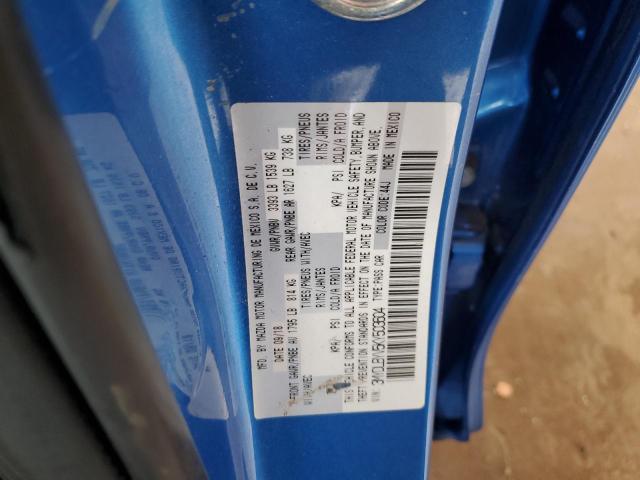 MFD. BY MAZDA MOTOR MANUFACTURING DE MEXICO S.A. DE C.V.
DATE 09/18 GVWR/PNBV 3393 LB 1539 KG
FRONT GAWR/PNBE AV 1795 LB 814 KG REAR GAWR/PNBE AR 1627 LB 738 KG
WITH/AVEC TIRES/PNEUS WITH/AVEC TIRES/PNEUS
RIMS/JANTES RIMS/JANTES
KPA/ PSI COLD/A FROID KPA/ PSI COLD/A FROID
THIS VEHICLE CONFORMS TO ALL APPLICABLE FEDERAL MOTOR VEHICLE SAFETY, BUMPER, AND
THEFT PREVENTION STANDARDS IN EFFECT ON THE DATE OF MANUFACTURE SHOWN ABOVE.
VIN: TYPE PASS CAR COLOR CODE:44J MADE IN MEXICO